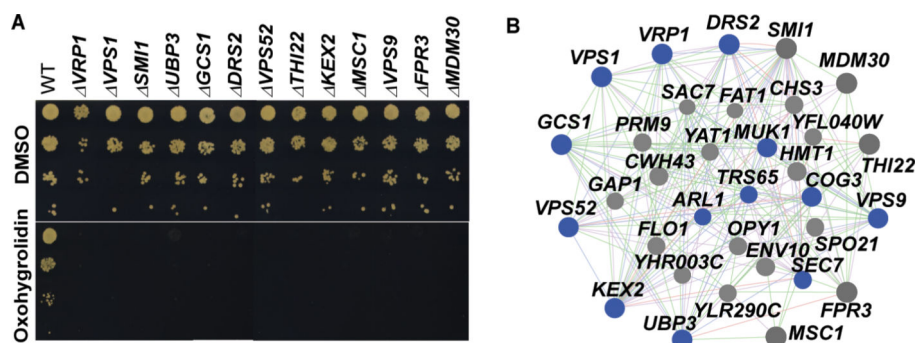 A
WT
ΔVRP1
ΔVPS1
ΔSMI1
ΔUBP3
ΔGCS1
ΔDRS2
ΔVPS52
ΔTHI22
ΔKEX2
ΔMSC1
ΔVPS9
ΔFPR3
ΔMDM30
DMSO
Oxohygrolidin
B
DRS2
SMI1
VRP1
MDM30
VPS1
SAC7 FAT1 CHS3
GCS1
PRM9 YAT1 MUK1 YFL040W
CWH43 HMT1 THI22
GAP1 TRS65 COG3
VPS52 ARL1 VPS9
FLO1 OPY1 SPO21
YHR003C ENV10
SEC7
KEX2
YLR290C FPR3
UBP3 MSC1